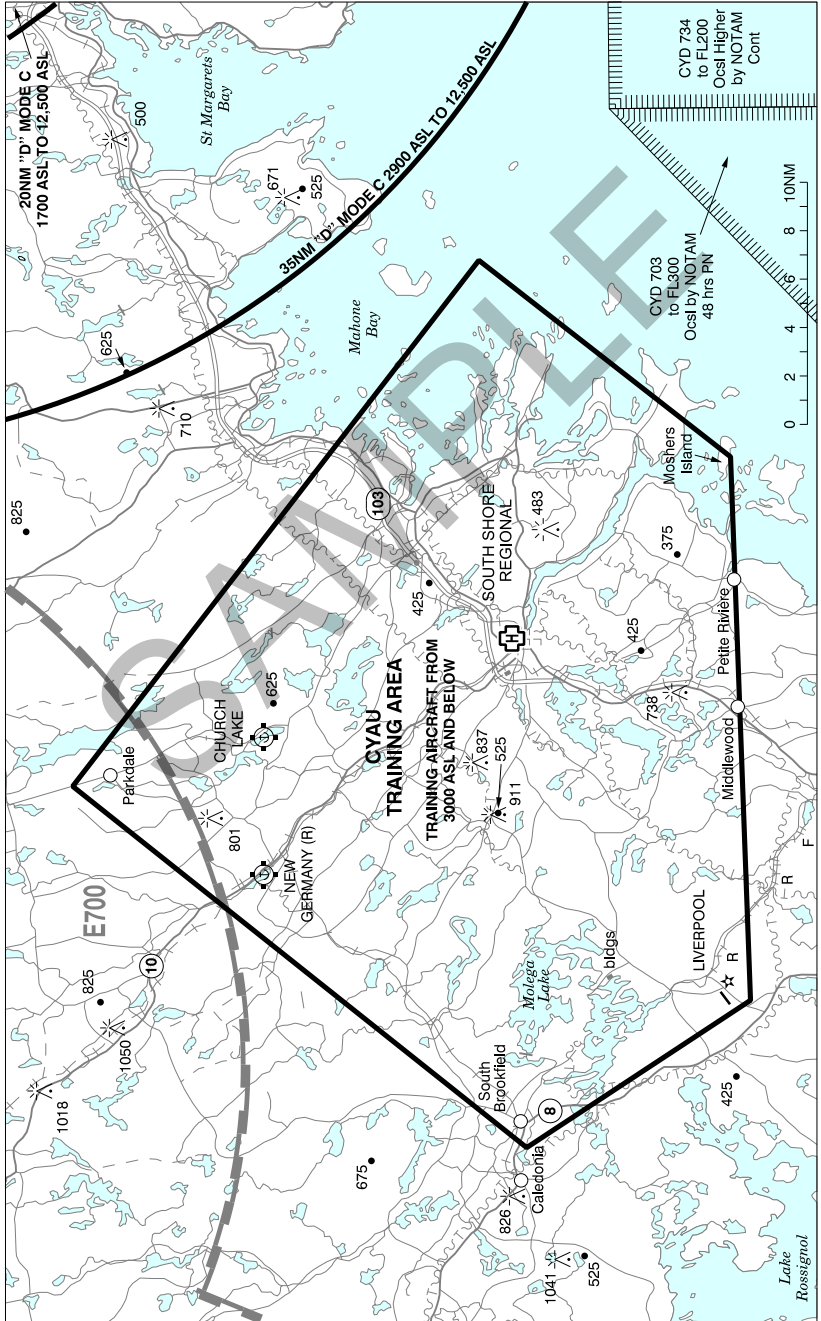 20NM "D" MODE C
1700 ASL TO 12,500 ASL
500
St Margarets
Bay
671
525
35NM "D" MODE C 2900 ASL TO 12,500 ASL
CYD 734
to FL200
Ocsl Higher
by NOTAM
Cont
CYD 703
to FL300
Ocsl by NOTAM
48 hrs PN
0
2
4
6
8
10NM
625
710
825
Mahone
Bay
SAMPLE
103
Moshers
Island
SOUTH SHORE
REGIONAL
H
483
375
425
425
Petite Rivière
Middlewood
738
Parkdale
CHURCH
LAKE
625
801
CYAU
TRAINING AREA
TRAINING AIRCRAFT FROM
3000 ASL AND BELOW
837
525
911
NEW
GERMANY (R)
E700
10
825
1050
1018
Molega
Lake
bldgs
LIVERPOOL
R
R
F
South
Brookfield
8
Caledonia
826
675
425
1041
525
Lake
Rossignol